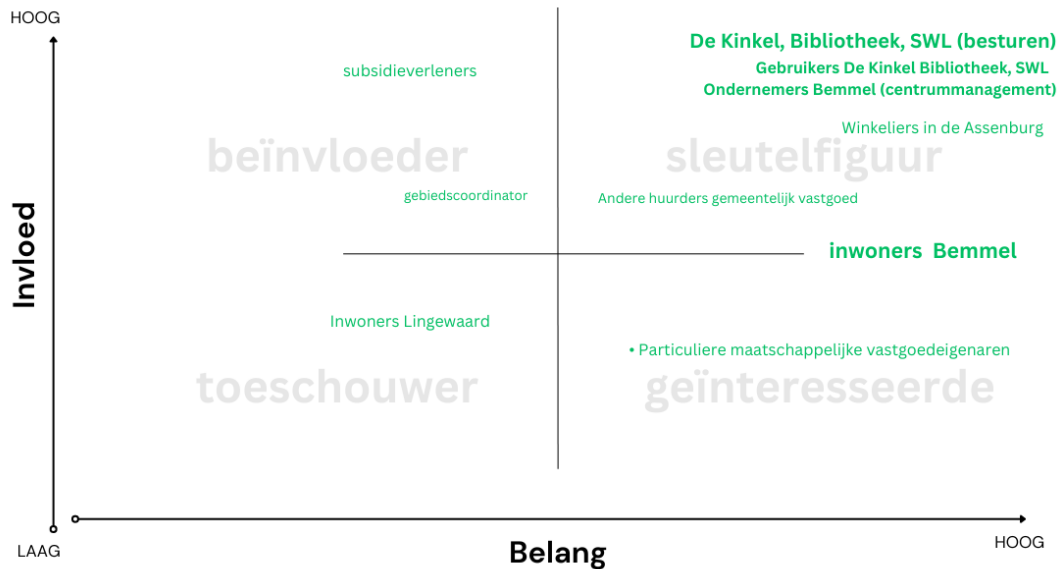 HOOG
De Kinkel, Bibliotheek, SWL (besturen)
subsidieverleners
Gebruikers De Kinkel Bibliotheek, SWL
Ondernemers Bemmel (centrummanagement)
Winkeliers in de Assenburg
beïnvloeder
sleutelfiguur
gebiedscoordinator
Andere huurders gemeentelijk vastgoed
Invloed
inwoners Bemmel
Inwoners Lingewaard
• Particuliere maatschappelijke vastgoedeigenaren
toeschouwer
geïnteresseerde
LAAG
Belang
HOOG